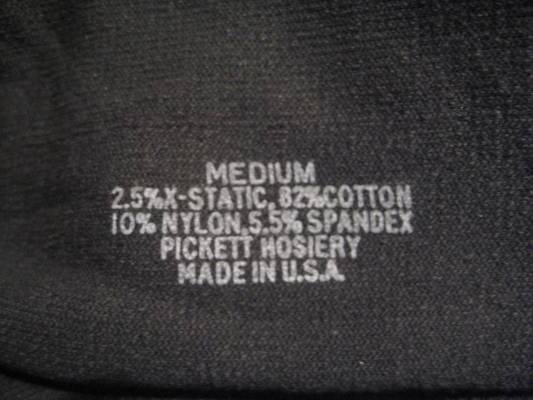 MEDIUM
2.5%X-STATIC, 82%COTTON
10% NYLON, 5.5% SPANDEX
PICKETT HOSIERY
MADE IN U.S.A.